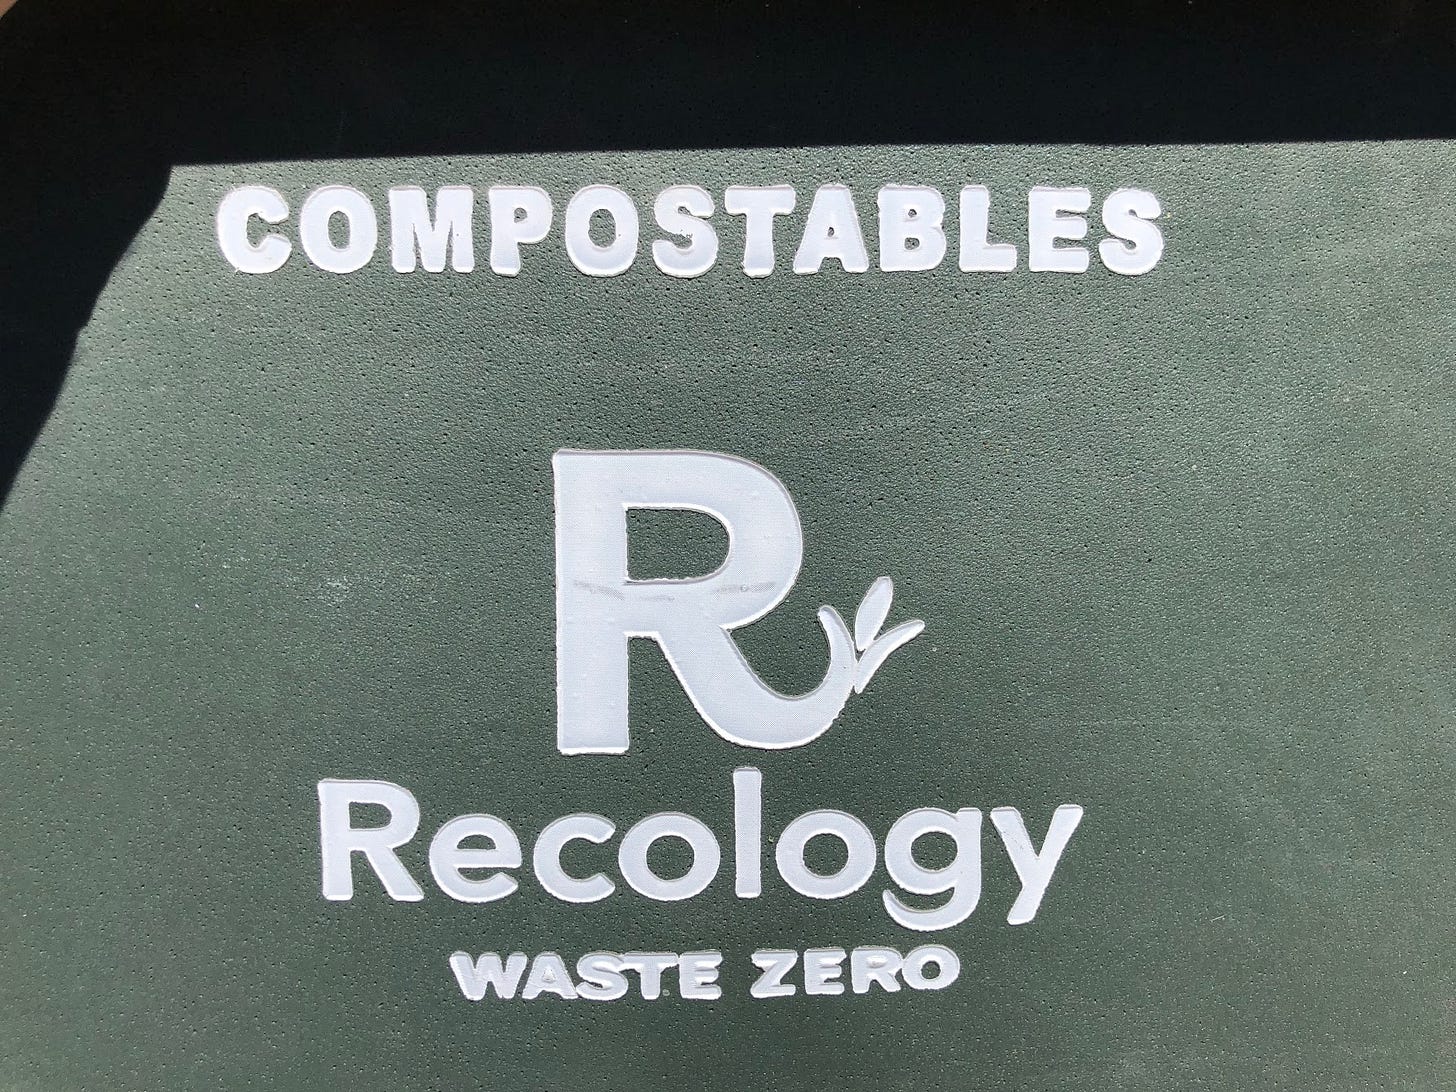 COMPOSTABLES
R
Recology
WASTE ZERO